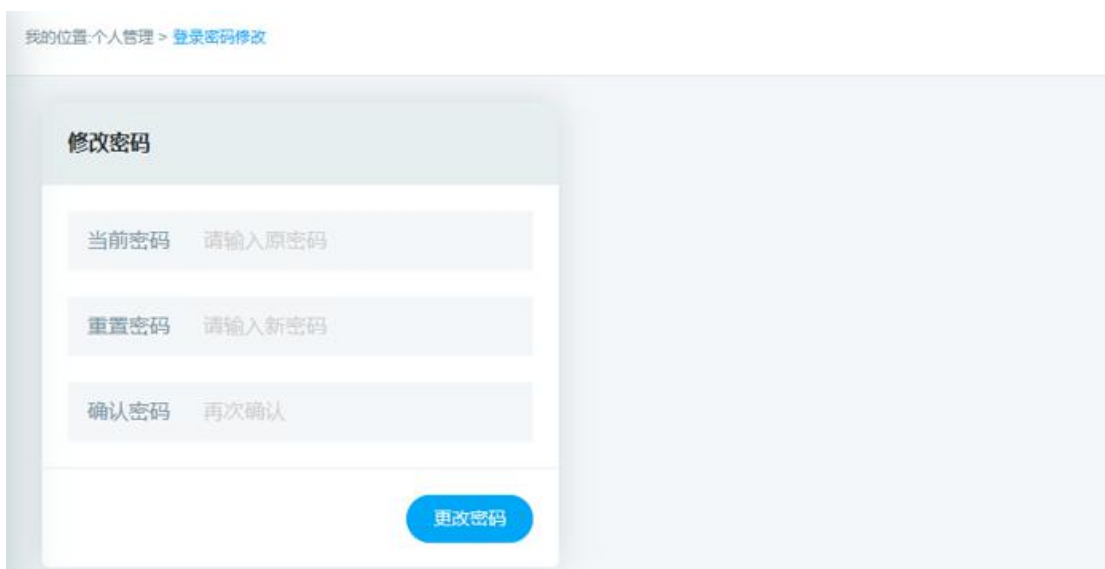 我的位置:个人管理 > 登录密码修改
修改密码
当前密码 请输入原密码
重置密码 请输入新密码
确认密码 再次确认
更改密码